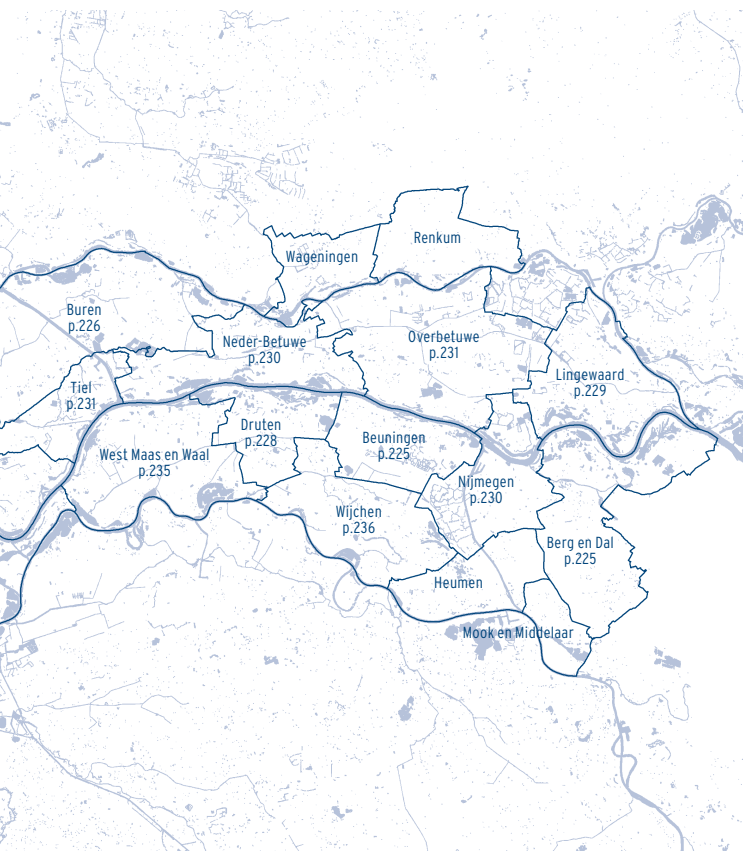 Renkum
Wageningen
Buren
p.226
Neder-Betuwe
p.230
Overbetuwe
p.231
Lingewaard
p.229
Tiel
p.231
Druten
p.228
Beuningen
p.225
West Maas en Waal
p.235
Nijmegen
p.230
Wijchen
p.236
Berg en Dal
p.225
Heumen
Mook en Middelaar